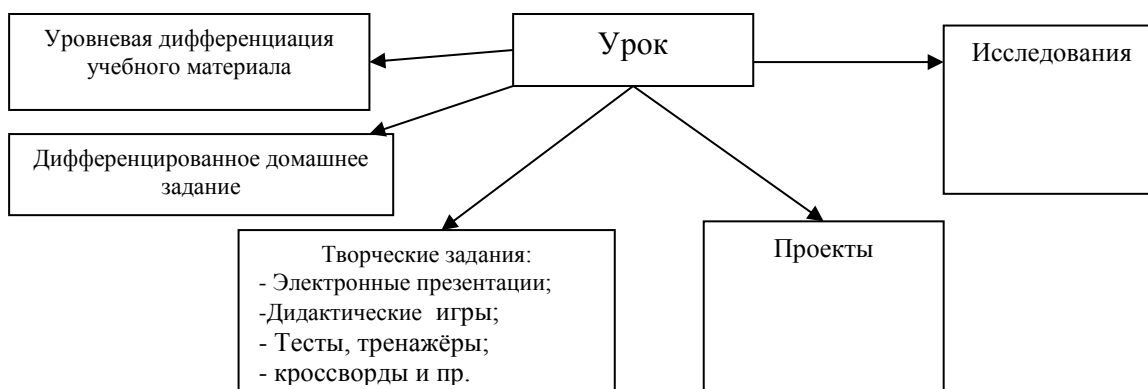 Уровневая дифференциация
учебного материала
Урок
Исследования
Дифференцированное домашнее
задание
Творческие задания:
- Электронные презентации;
-Дидактические игры;
- Тесты, тренажёры;
- кроссворды и пр.
Проекты